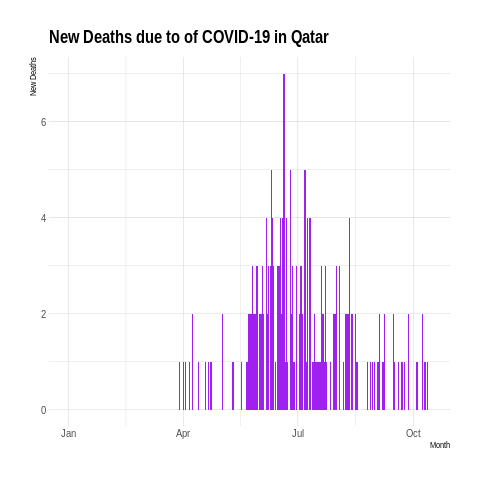 New Deaths due to of COVID-19 in Qatar
New Deaths
6
4
2
0
Jan Apr Jul Oct
Month